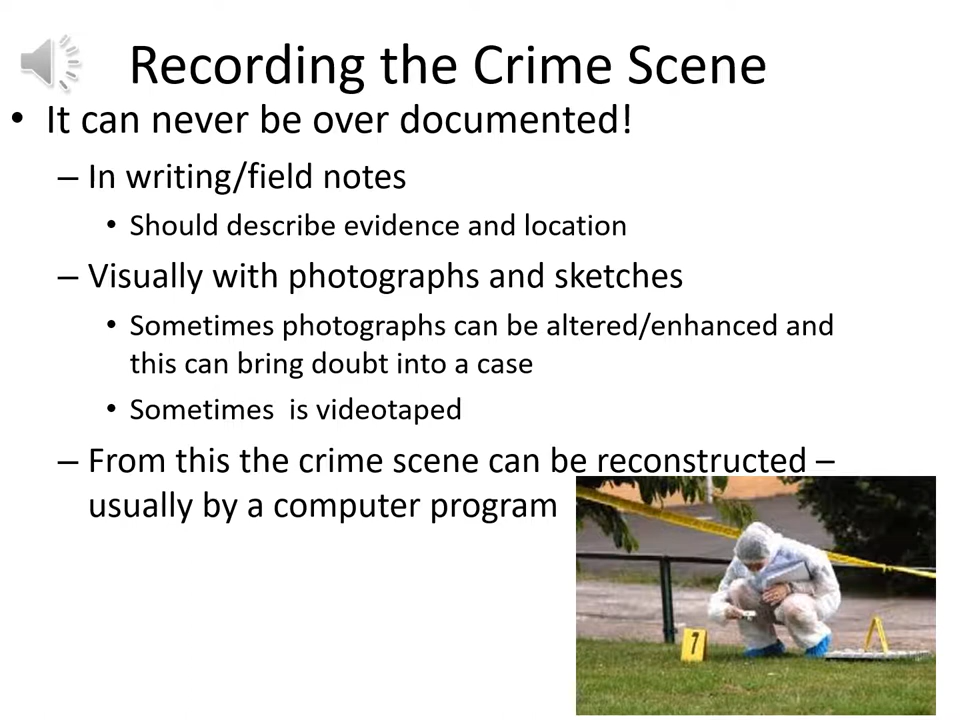 Recording the Crime Scene
• It can never be over documented!
– In writing/field notes
• Should describe evidence and location
– Visually with photographs and sketches
• Sometimes photographs can be altered/enhanced and
this can bring doubt into a case
• Sometimes  is videotaped
– From this the crime scene can be reconstructed –
usually by a computer program
7